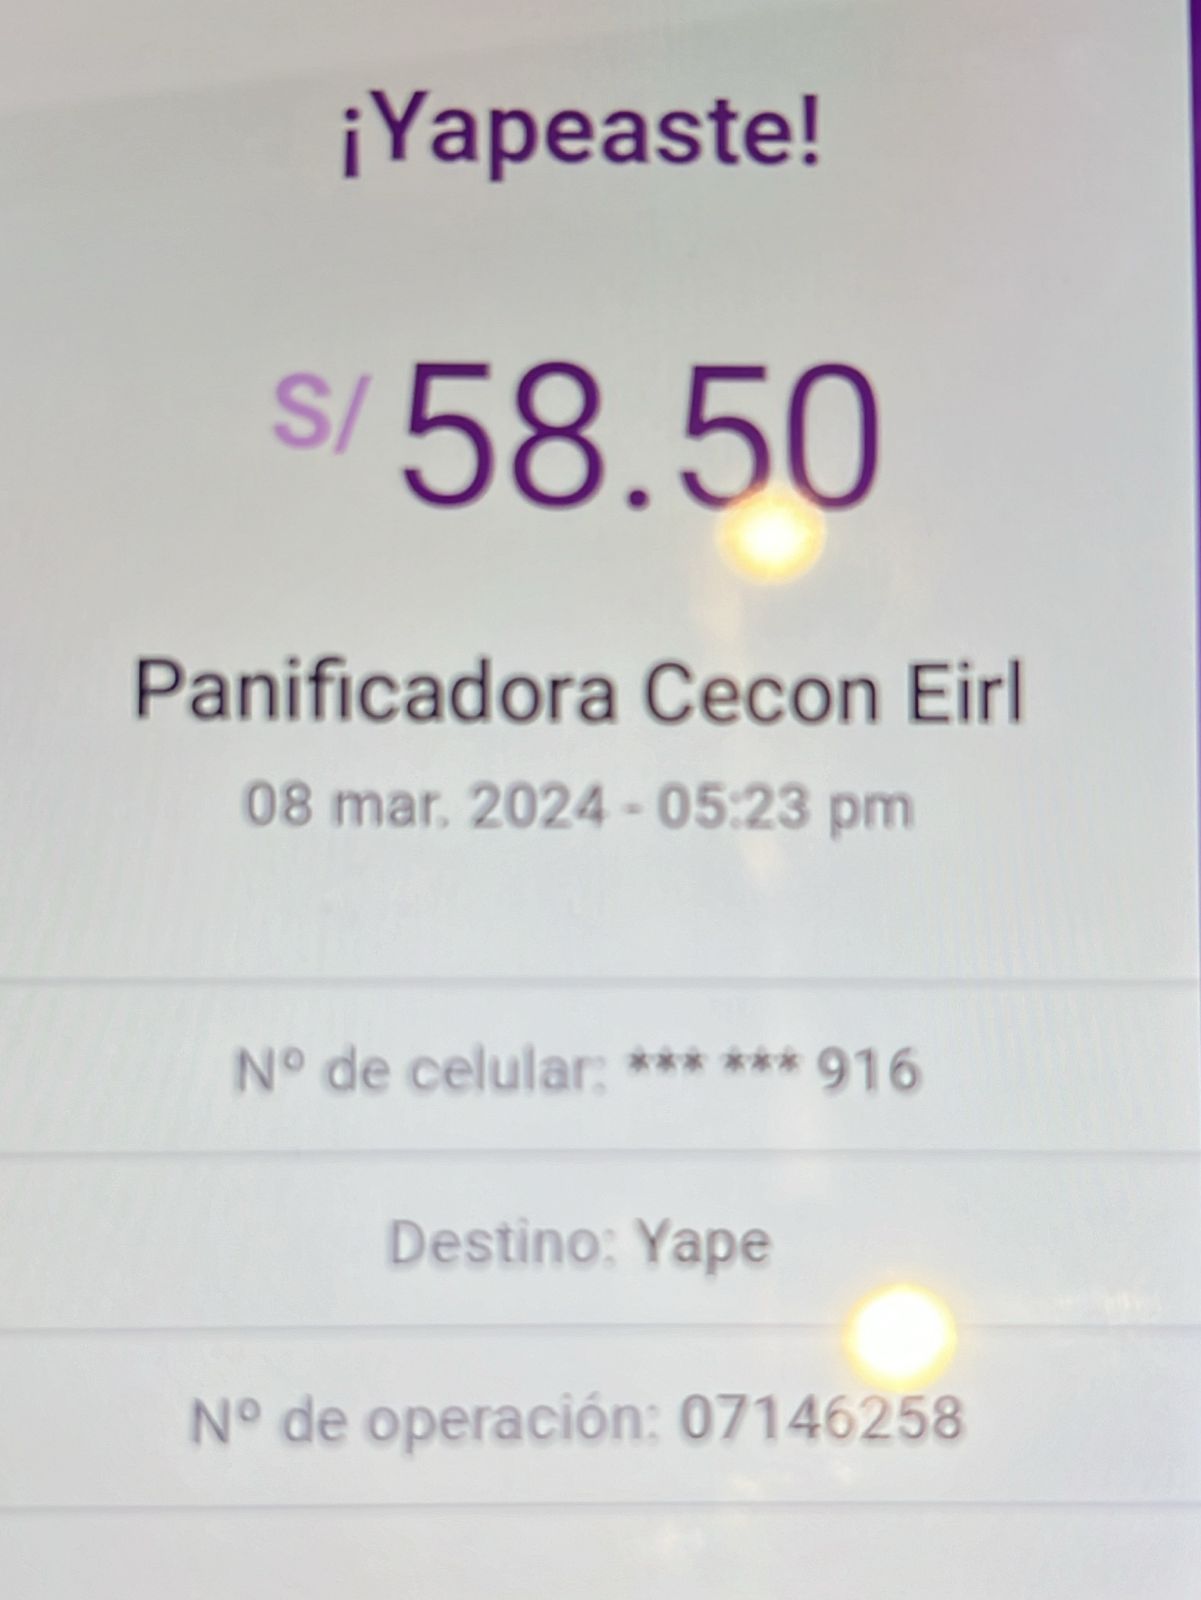 ¡Yapeaste!
S/ 58.50
Panificadora Cecon Eirl
08 mar. 2024 - 05:23 pm
Nº de celular: *** *** 916
Destino: Yape
Nº de operación: 07146258